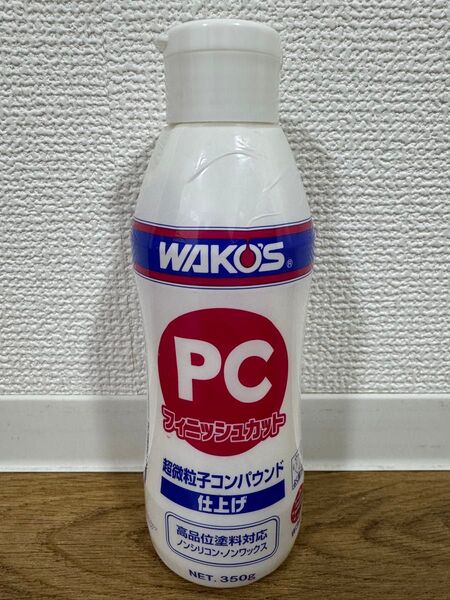 WAKO'S®
PC
フィニッシュカット
超微粒子コンパウンド
仕上げ
高品位塗料対応
ノンシリコン・ノンワックス
NET. 350g